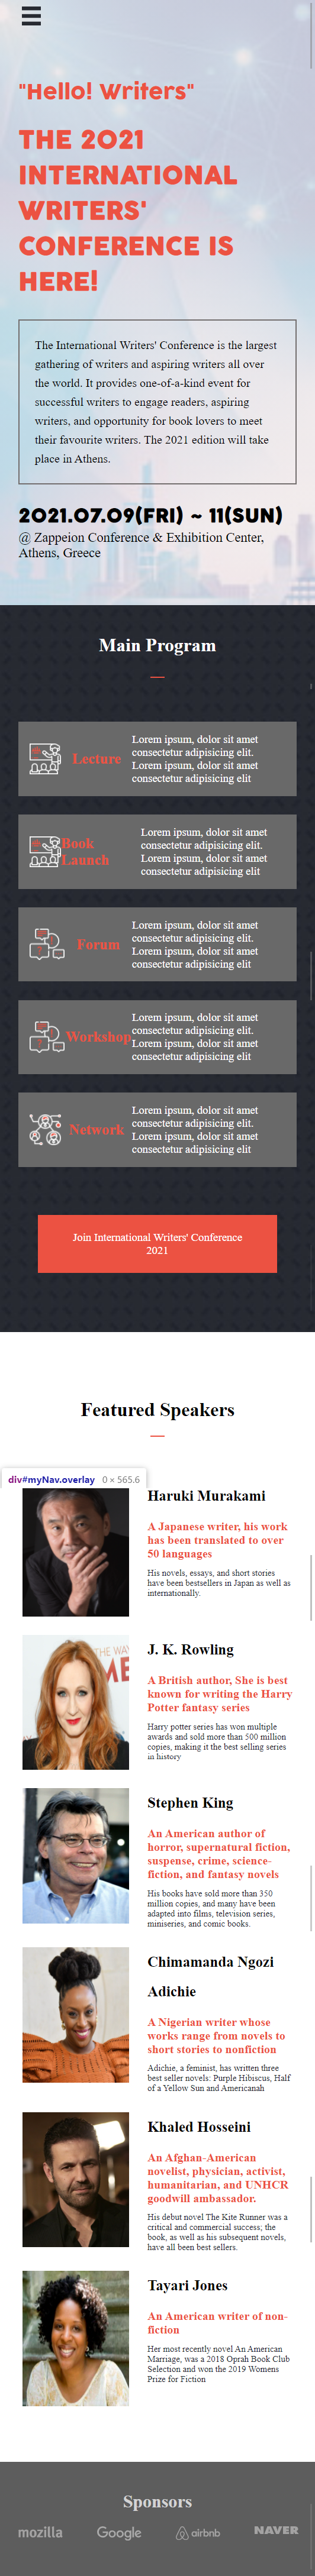 "Hello! Writers"
THE 2021
INTERNATIONAL
WRITERS'
CONFERENCE IS
HERE!
The International Writers' Conference is the largest
gathering of writers and aspiring writers all over
the world. It provides one-of-a-kind event for
successful writers to engage readers, aspiring
writers, and opportunity for book lovers to meet
their favourite writers. The 2021 edition will take
place in Athens.
2021.07.09(FRI) ~ 11(SUN)
@ Zappeion Conference & Exhibition Center,
Athens, Greece
Main Program
Lecture
Lorem ipsum, dolor sit amet
consectetur adipisicing elit.
Lorem ipsum, dolor sit amet
consectetur adipisicing elit
Book
Launch
Lorem ipsum, dolor sit amet
consectetur adipisicing elit.
Lorem ipsum, dolor sit amet
consectetur adipisicing elit
Forum
Lorem ipsum, dolor sit amet
consectetur adipisicing elit.
Lorem ipsum, dolor sit amet
consectetur adipisicing elit
Workshop
Lorem ipsum, dolor sit amet
consectetur adipisicing elit.
Lorem ipsum, dolor sit amet
consectetur adipisicing elit
Network
Lorem ipsum, dolor sit amet
consectetur adipisicing elit.
Lorem ipsum, dolor sit amet
consectetur adipisicing elit
Join International Writers' Conference
2021
Featured Speakers
div#myNav.overlay 0 × 565.6
Haruki Murakami
A Japanese writer, his work
has been translated to over
50 languages
His novels, essays, and short stories
have been bestsellers in Japan as well as
internationally.
J. K. Rowling
A British author, She is best
known for writing the Harry
Potter fantasy series
Harry potter series has won multiple
awards and sold more than 500 million
copies, making it the best selling series
in history
Stephen King
An American author of
horror, supernatural fiction,
suspense, crime, science-
fiction, and fantasy novels
His books have sold more than 350
million copies, and many have been
adapted into films, television series,
miniseries, and comic books.
Chimamanda Ngozi
Adichie
A Nigerian writer whose
works range from novels to
short stories to nonfiction
Adichie, a feminist, has written three
best seller novels: Purple Hibiscus, Half
of a Yellow Sun and Americanah
Khaled Hosseini
An Afghan-American
novelist, physician, activist,
humanitarian, and UNHCR
goodwill ambassador.
His debut novel The Kite Runner was a
critical and commercial success; the
book, as well as his subsequent novels,
have all been best sellers.
Tayari Jones
An American writer of non-
fiction
Her most recently novel An American
Marriage, was a 2018 Oprah Book Club
Selection and won the 2019 Womens
Prize for Fiction
Sponsors
mozilla Google airbnb NAVER